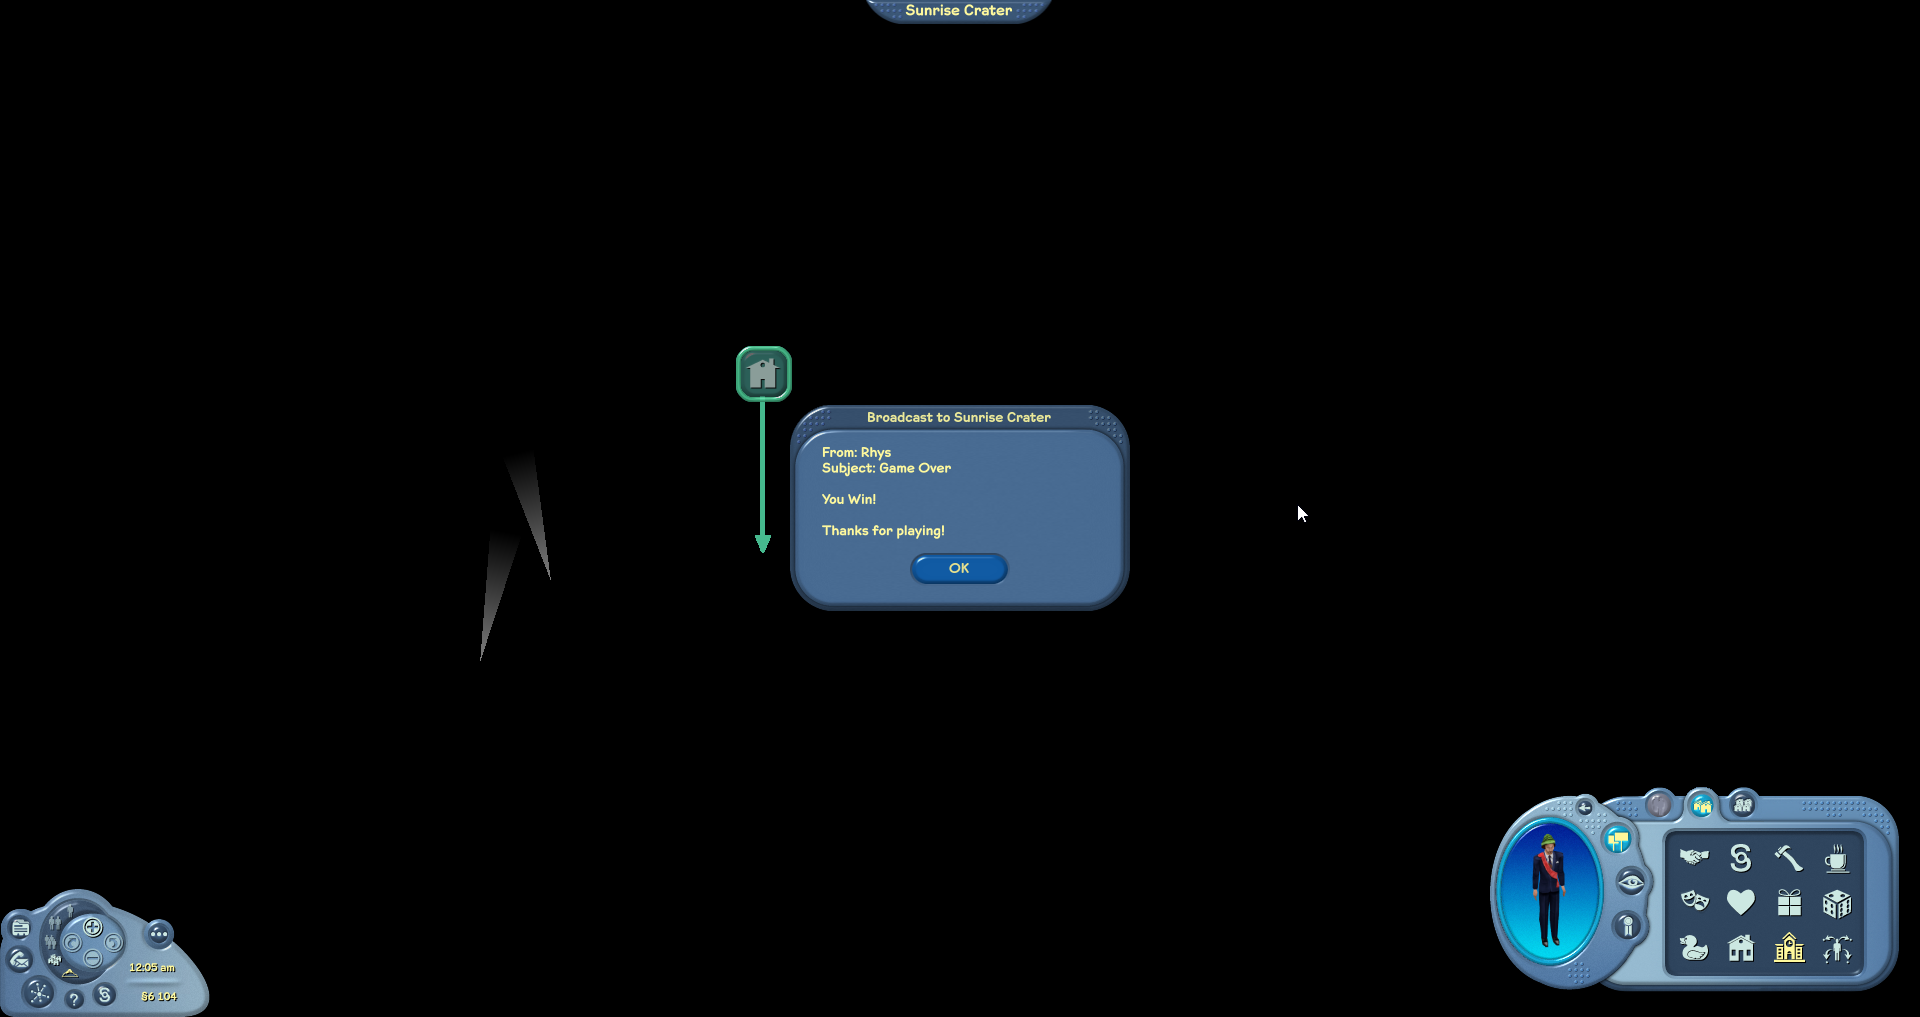 Sunrise Crater
Broadcast to Sunrise Crater
From: Rhys
Subject: Game Over
You Win!
Thanks for playing!
OK
12:05 am
§6 104
?